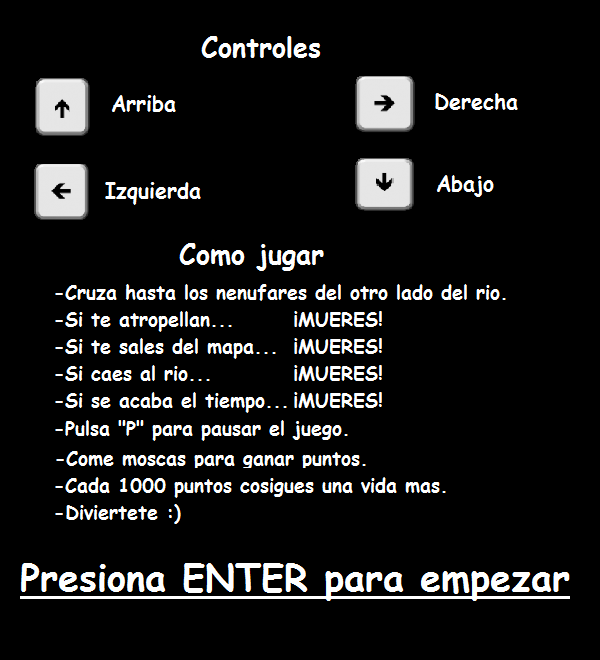 Controles
Arriba
Derecha
Izquierda
Abajo
Como jugar
-Cruza hasta los nenufares del otro lado del rio.
-Si te atropellan... ¡MUERES!
-Si te sales del mapa... ¡MUERES!
-Si caes al rio... ¡MUERES!
-Si se acaba el tiempo... ¡MUERES!
-Pulsa "P" para pausar el juego.
-Come moscas para ganar puntos.
-Cada 1000 puntos cosigues una vida mas.
-Diviertete :)
Presiona ENTER para empezar